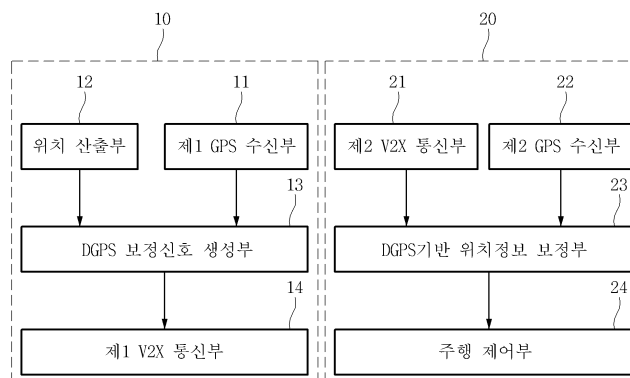 10
20
12
11
21
22
위치 산출부
제1 GPS 수신부
제2 V2X 통신부
제2 GPS 수신부
13
23
DGPS 보정신호 생성부
DGPS기반 위치정보 보정부
14
24
제1 V2X 통신부
주행 제어부